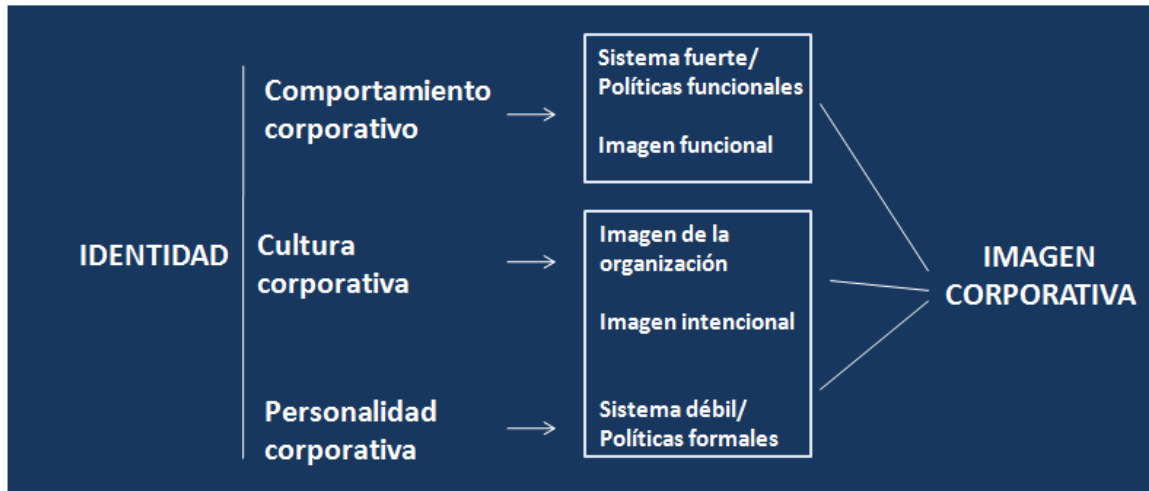 IDENTIDAD
Comportamiento
corporativo
Sistema fuerte/
Políticas funcionales
Imagen funcional
Cultura
corporativa
Imagen de la
organización
Imagen intencional
Personalidad
corporativa
Sistema débil/
Políticas formales
IMAGEN
CORPORATIVA